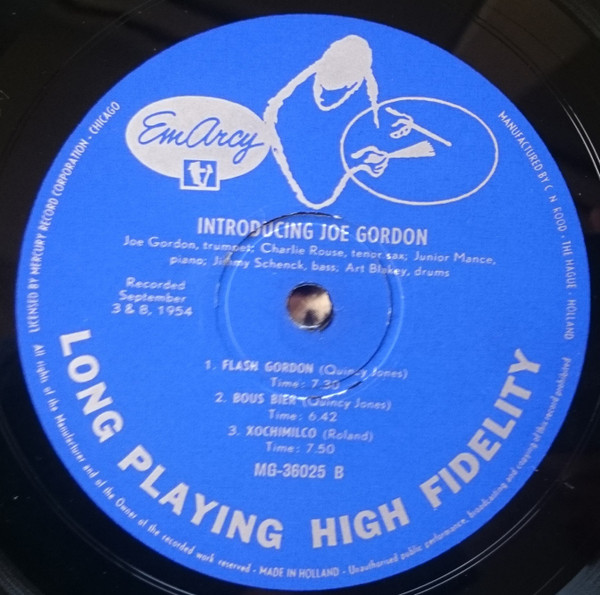 EmArcy
INTRODUCING JOE GORDON
Joe Gordon, trumpet; Charlie Rouse, tenor sax; Junior Mance,
piano; Jimmy Schenck, bass; Art Blakey, drums
Recorded
September
3 & 8, 1954
1. FLASH GORDON (Quincy Jones)
Time: 7.30
2. BOUS BIER (Quincy Jones)
Time: 6.42
3. XOCHIMILCO (Roland)
Time: 7.50
MG-36025 B
LONG PLAYING HIGH FIDELITY
LICENSED BY MERCURY RECORD CORPORATION - CHICAGO
MANUFACTURED BY C. N. ROOD - THE HAGUE - HOLLAND
All rights of the Manufacturer and of the Owner of the recorded work reserved - MADE IN HOLLAND - Unauthorised public performance, broadcasting and copying of this record prohibited